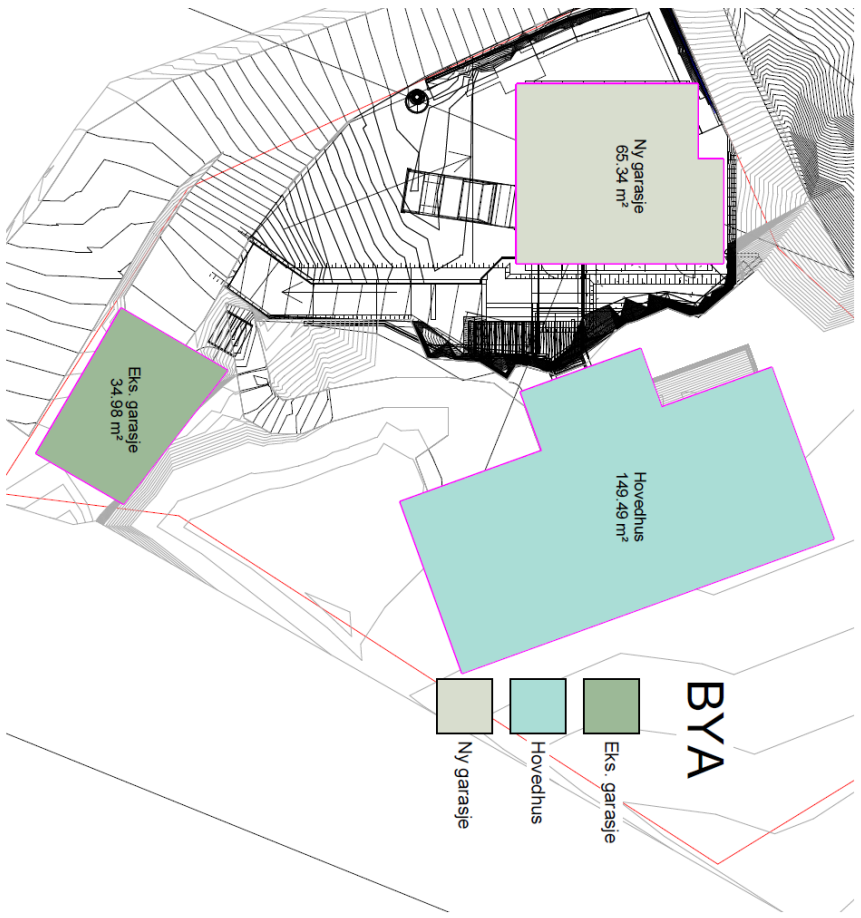 BYA
Eks. garasje
Hovedhus
Ny garasje
Ny garasje
65.34 m²
Hovedhus
149.49 m²
Eks. garasje
34.98 m²